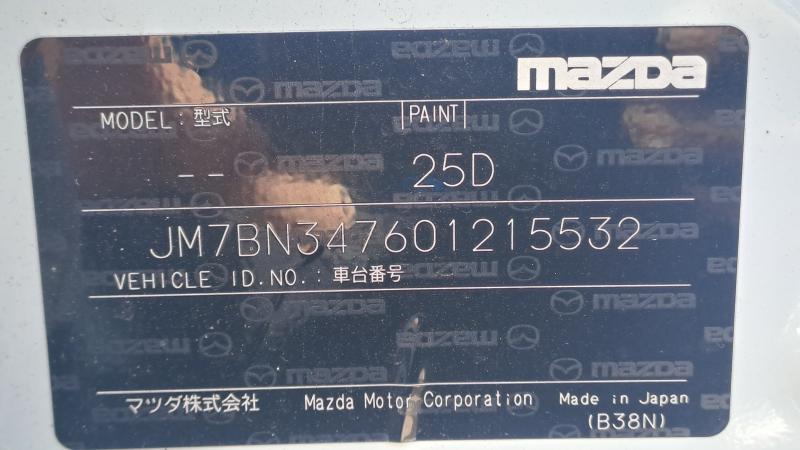 mazDa
MODEL : 型式
PAINT
-- 25D
JM7BN347601215532
VEHICLE ID.NO. : 車台番号
マツダ株式会社 Mazda Motor Corporation Made in Japan
(B38N)